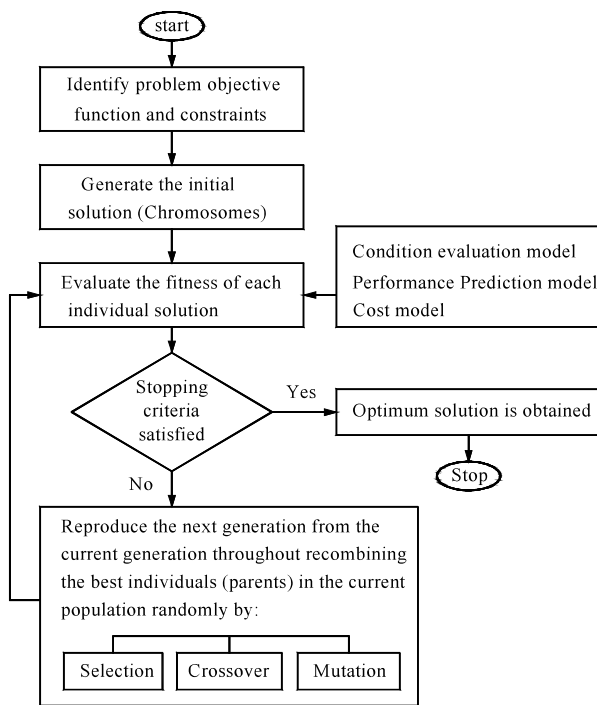 start
Identify problem objective
function and constraints
Generate the initial
solution (Chromosomes)
Condition evaluation model
Performance Prediction model
Cost model
Evaluate the fitness of each
individual solution
Stopping
criteria
satisfied
Yes
Optimum solution is obtained
Stop
No
Reproduce the next generation from the
current generation throughout recombining
the best individuals (parents) in the current
population randomly by:
Selection
Crossover
Mutation